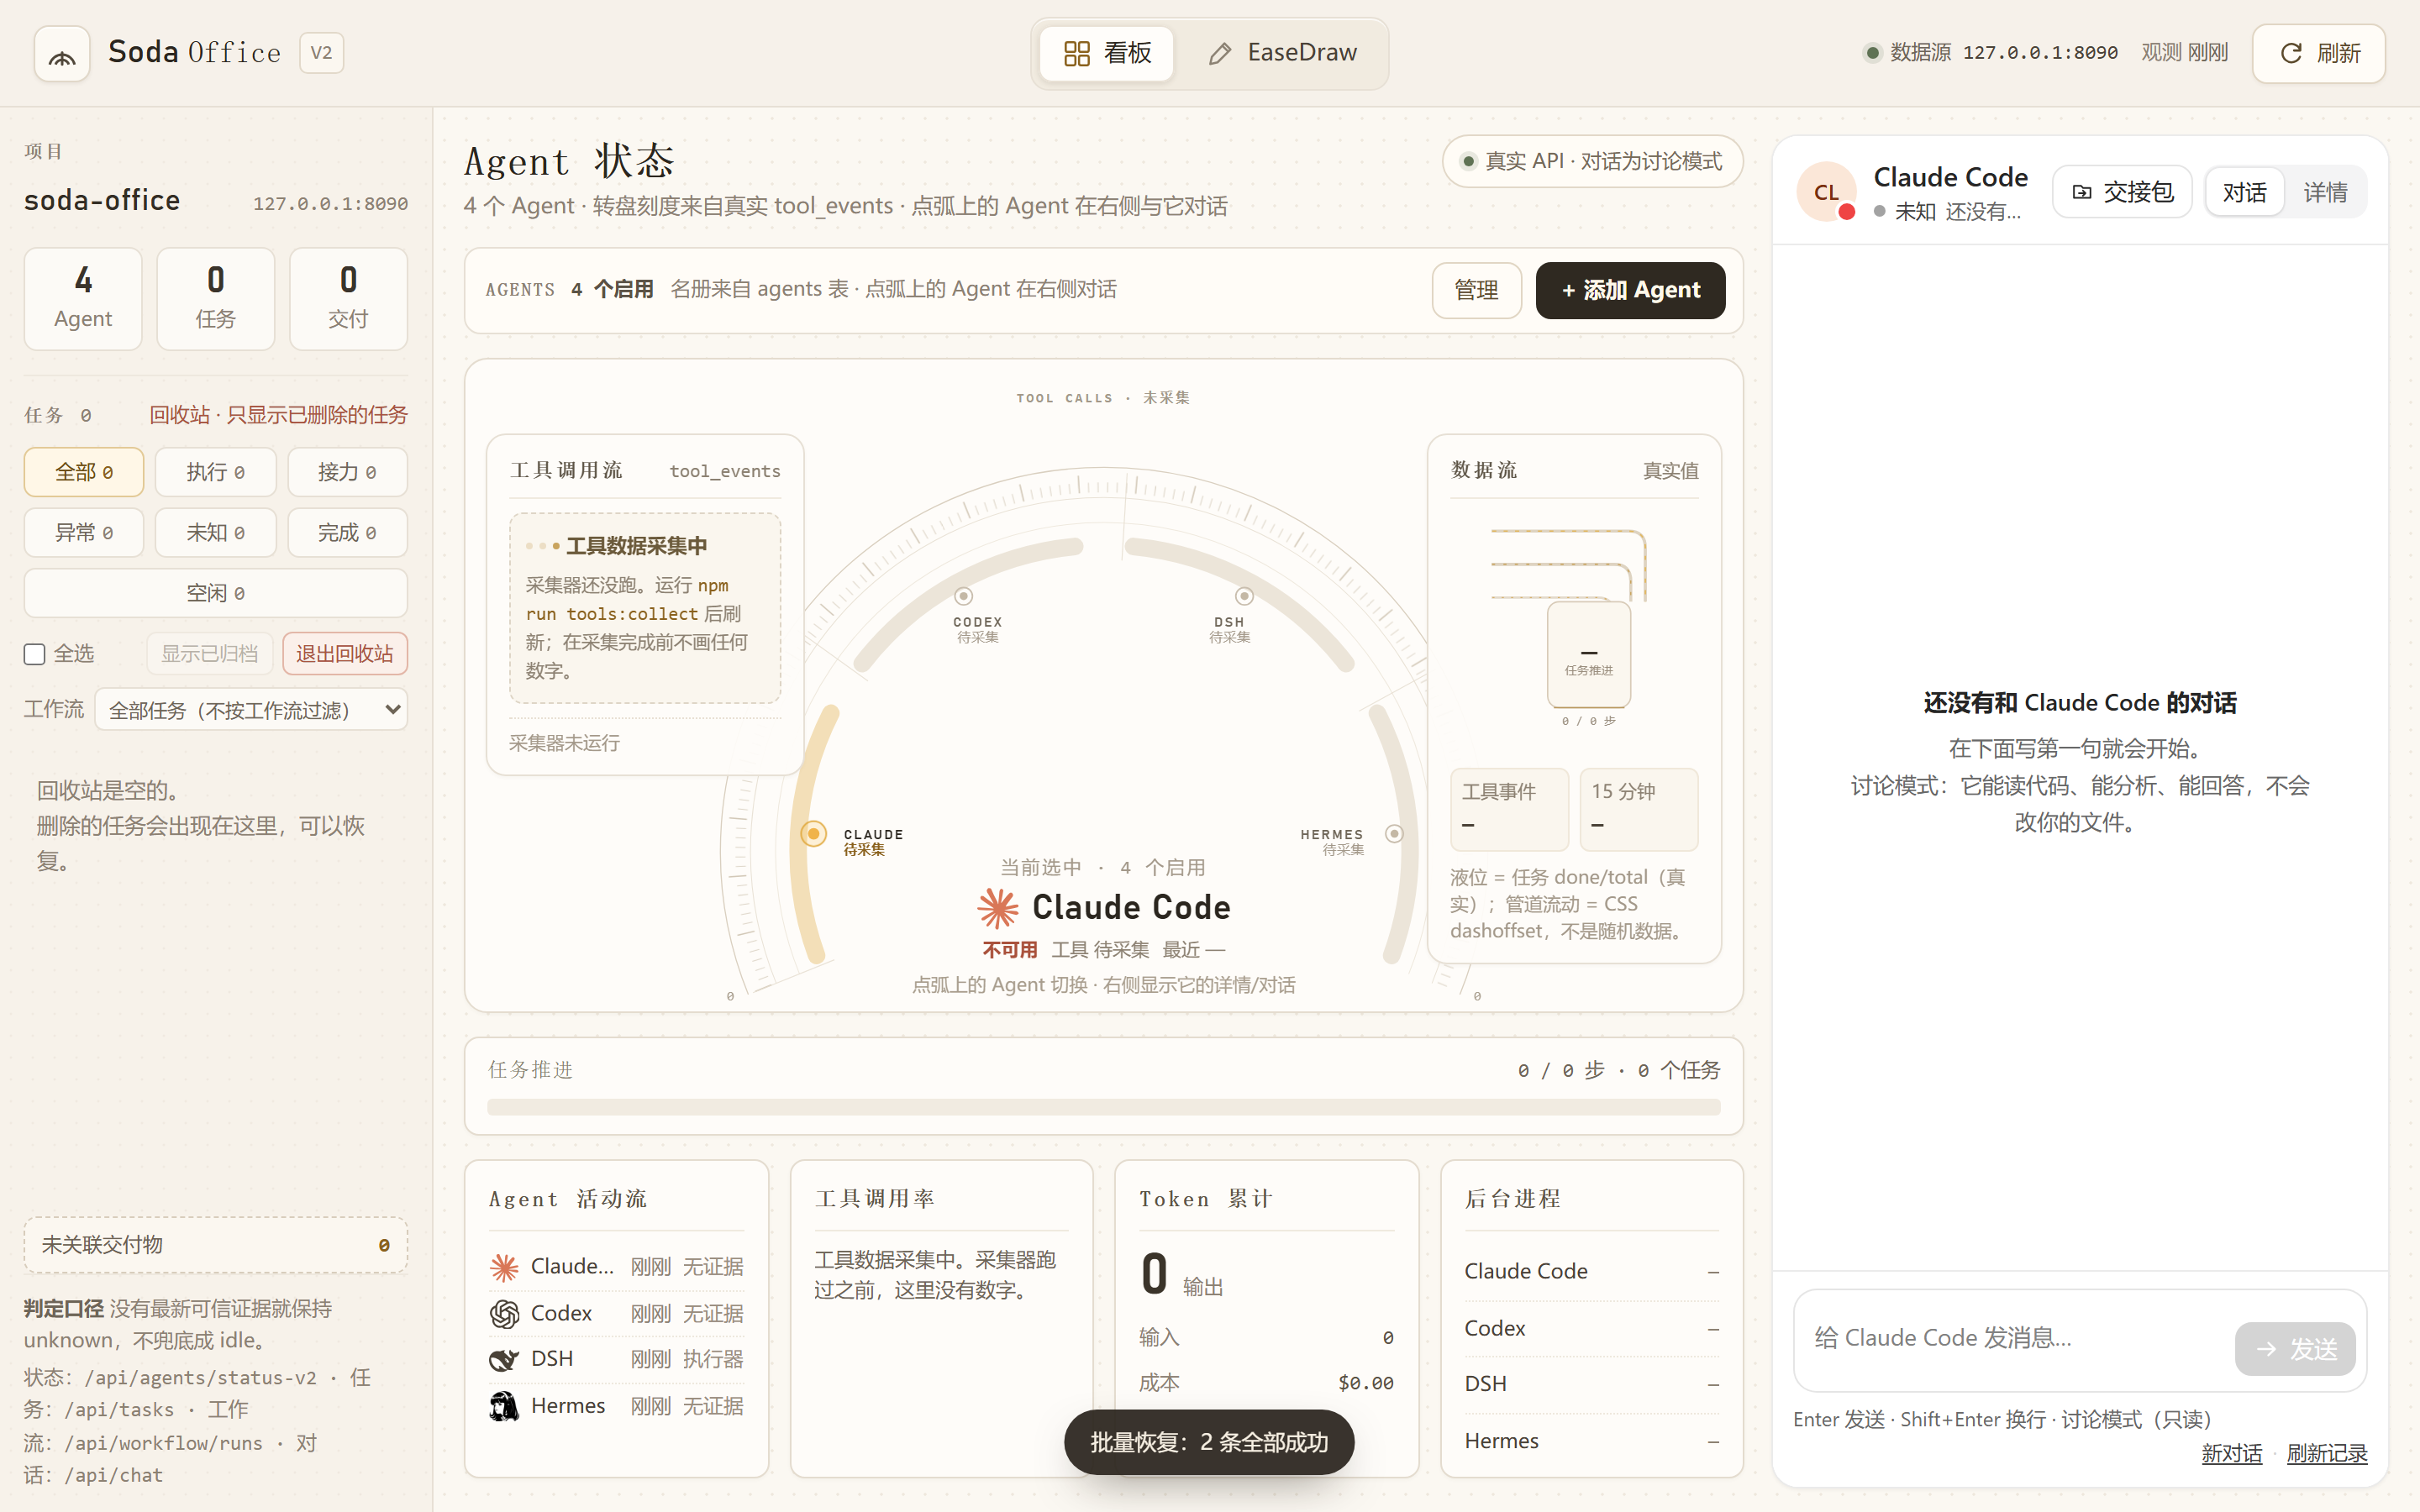 Soda Office V2
看板
EaseDraw
数据源 127.0.0.1:8090 观测 刚刚
刷新
项目
soda-office 127.0.0.1:8090
4 Agent
0 任务
0 交付
任务 0 回收站 · 只显示已删除的任务
全部 0 执行 0 接力 0
异常 0 未知 0 完成 0
空闲 0
全选 显示已归档 退出回收站
工作流 全部任务（不按工作流过滤）
回收站是空的。
删除的任务会出现在这里，可以恢
复。
未关联交付物 0
判定口径 没有最新可信证据就保持
unknown，不兜底成 idle。
状态：/api/agents/status-v2 · 任
务：/api/tasks · 工作
流：/api/workflow/runs · 对
话：/api/chat
Agent 状态
4 个 Agent · 转盘刻度来自真实 tool_events · 点弧上的 Agent 在右侧与它对话
真实 API · 对话为讨论模式
AGENTS 4 个启用 名册来自 agents 表 · 点弧上的 Agent 在右侧对话
管理
+ 添加 Agent
TOOL CALLS · 未采集
工具调用流 tool_events
工具数据采集中
采集器还没跑。运行 npm
run tools:collect 后刷
新；在采集完成前不画任何
数字。
采集器未运行
CODEX
待采集
DSH
待采集
CLAUDE
待采集
HERMES
待采集
当前选中 · 4 个启用
Claude Code
不可用 工具 待采集 最近 —
点弧上的 Agent 切换 · 右侧显示它的详情/对话
0
0
数据流 真实值
—
任务推进
0 / 0 步
工具事件
—
15 分钟
—
液位 = 任务 done/total（真
实）；管道流动 = CSS
dashoffset，不是随机数据。
任务推进 0 / 0 步 · 0 个任务
Agent 活动流
Claude... 刚刚 无证据
Codex 刚刚 无证据
DSH 刚刚 执行器
Hermes 刚刚 无证据
工具调用率
工具数据采集中。采集器跑
过之前，这里没有数字。
Token 累计
0 输出
输入 0
成本 $0.00
后台进程
Claude Code —
Codex —
DSH —
Hermes —
批量恢复：2 条全部成功
CL
Claude Code
未知 还没有...
交接包
对话 详情
还没有和 Claude Code 的对话
在下面写第一句就会开始。
讨论模式：它能读代码、能分析、能回答，不会
改你的文件。
给 Claude Code 发消息...
发送
Enter 发送 · Shift+Enter 换行 · 讨论模式（只读）
新对话 · 刷新记录